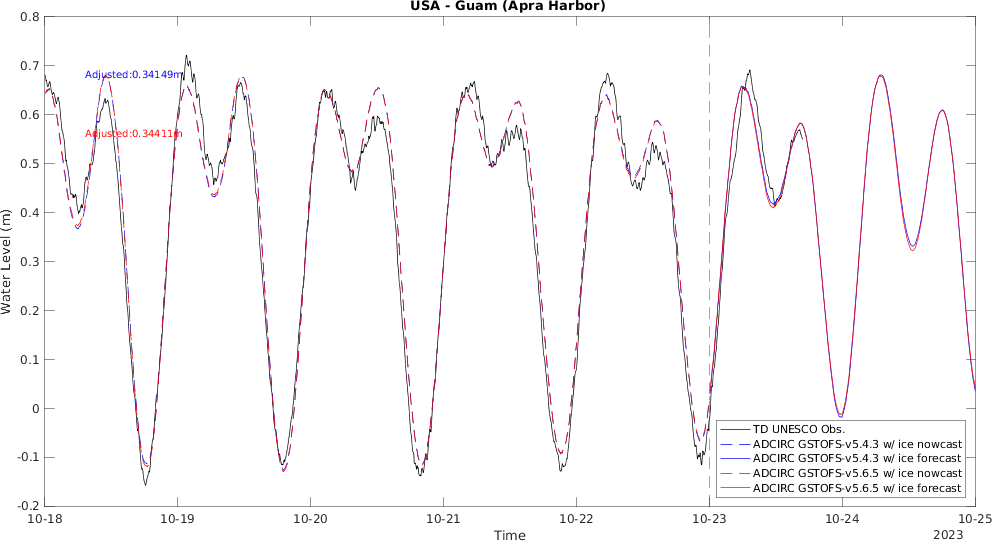 USA - Guam (Apra Harbor)
0.8
0.7
0.6
0.5
0.4
0.3
0.2
0.1
0
-0.1
-0.2
Water Level (m)
Adjusted:0.34149m
Adjusted:0.34411m
TD UNESCO Obs.
ADCIRC GSTOFS-v5.4.3 w/ ice nowcast
ADCIRC GSTOFS-v5.4.3 w/ ice forecast
ADCIRC GSTOFS-v5.6.5 w/ ice nowcast
ADCIRC GSTOFS-v5.6.5 w/ ice forecast
10-18 10-19 10-20 10-21 10-22 10-23 10-24 10-25
Time
2023